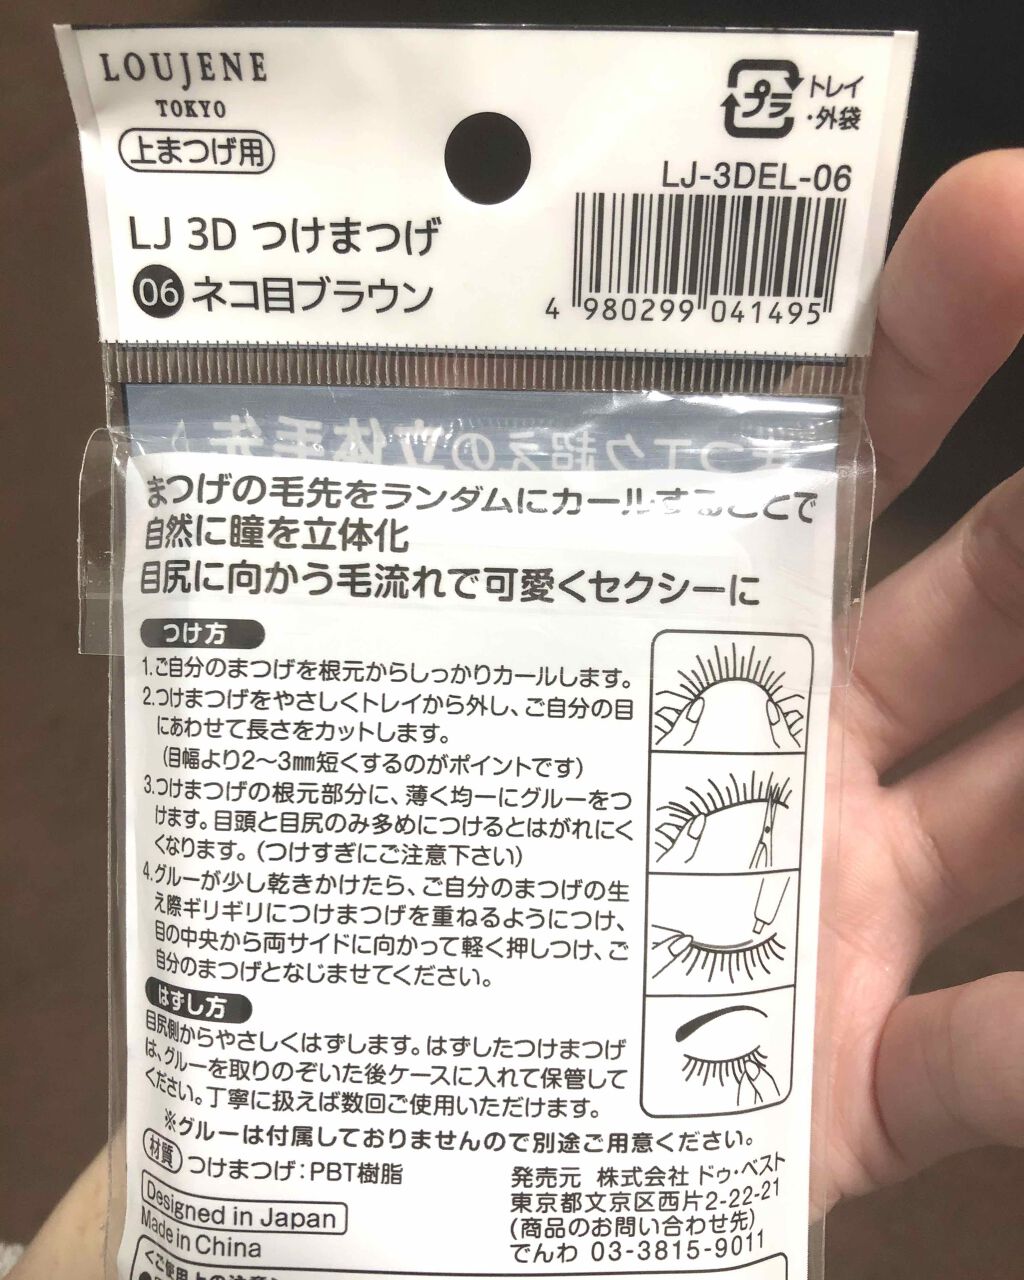 LOUJENE
TOKYO
上まつげ用
プラ
トレイ
・外袋
LJ-3DEL-06
LJ 3D つけまつげ
06 ネコ目ブラウン
4 980299 041495
まつげの毛先をランダムにカールすることで
自然に瞳を立体化
目尻に向かう毛流れで可愛くセクシーに
つけ方
1.ご自分のまつげを根元からしっかりカールします。
2.つけまつげをやさしくトレイから外し、ご自分の目
にあわせて長さをカットします。
(目幅より2〜3㎜短くするのがポイントです)
3.つけまつげの根元部分に、薄く均一にグルーをつ
けます。目頭と目尻のみ多めにつけるとはがれにく
くなります。(つけすぎにご注意下さい)
4.グルーが少し乾きかけたら、ご自分のまつげの生
え際ギリギリにつけまつげを重ねるようにつけ、
目の中央から両サイドに向かって軽く押しつけ、ご
自分のまつげとなじませてください。
はずし方
目尻側からやさしくはずします。はずしたつけまつげ
は、グルーを取りのぞいた後ケースに入れて保管して
ください。丁寧に扱えば数回ご使用いただけます。
※グルーは付属しておりませんので別途ご用意ください。
材質 つけまつげ:PBT樹脂
Designed in Japan
Made in China
発売元 株式会社 ドゥ・ベスト
東京都文京区西片2-22-21
(商品のお問い合わせ先)
でんわ 03-3815-9011
<ご使用上の注意